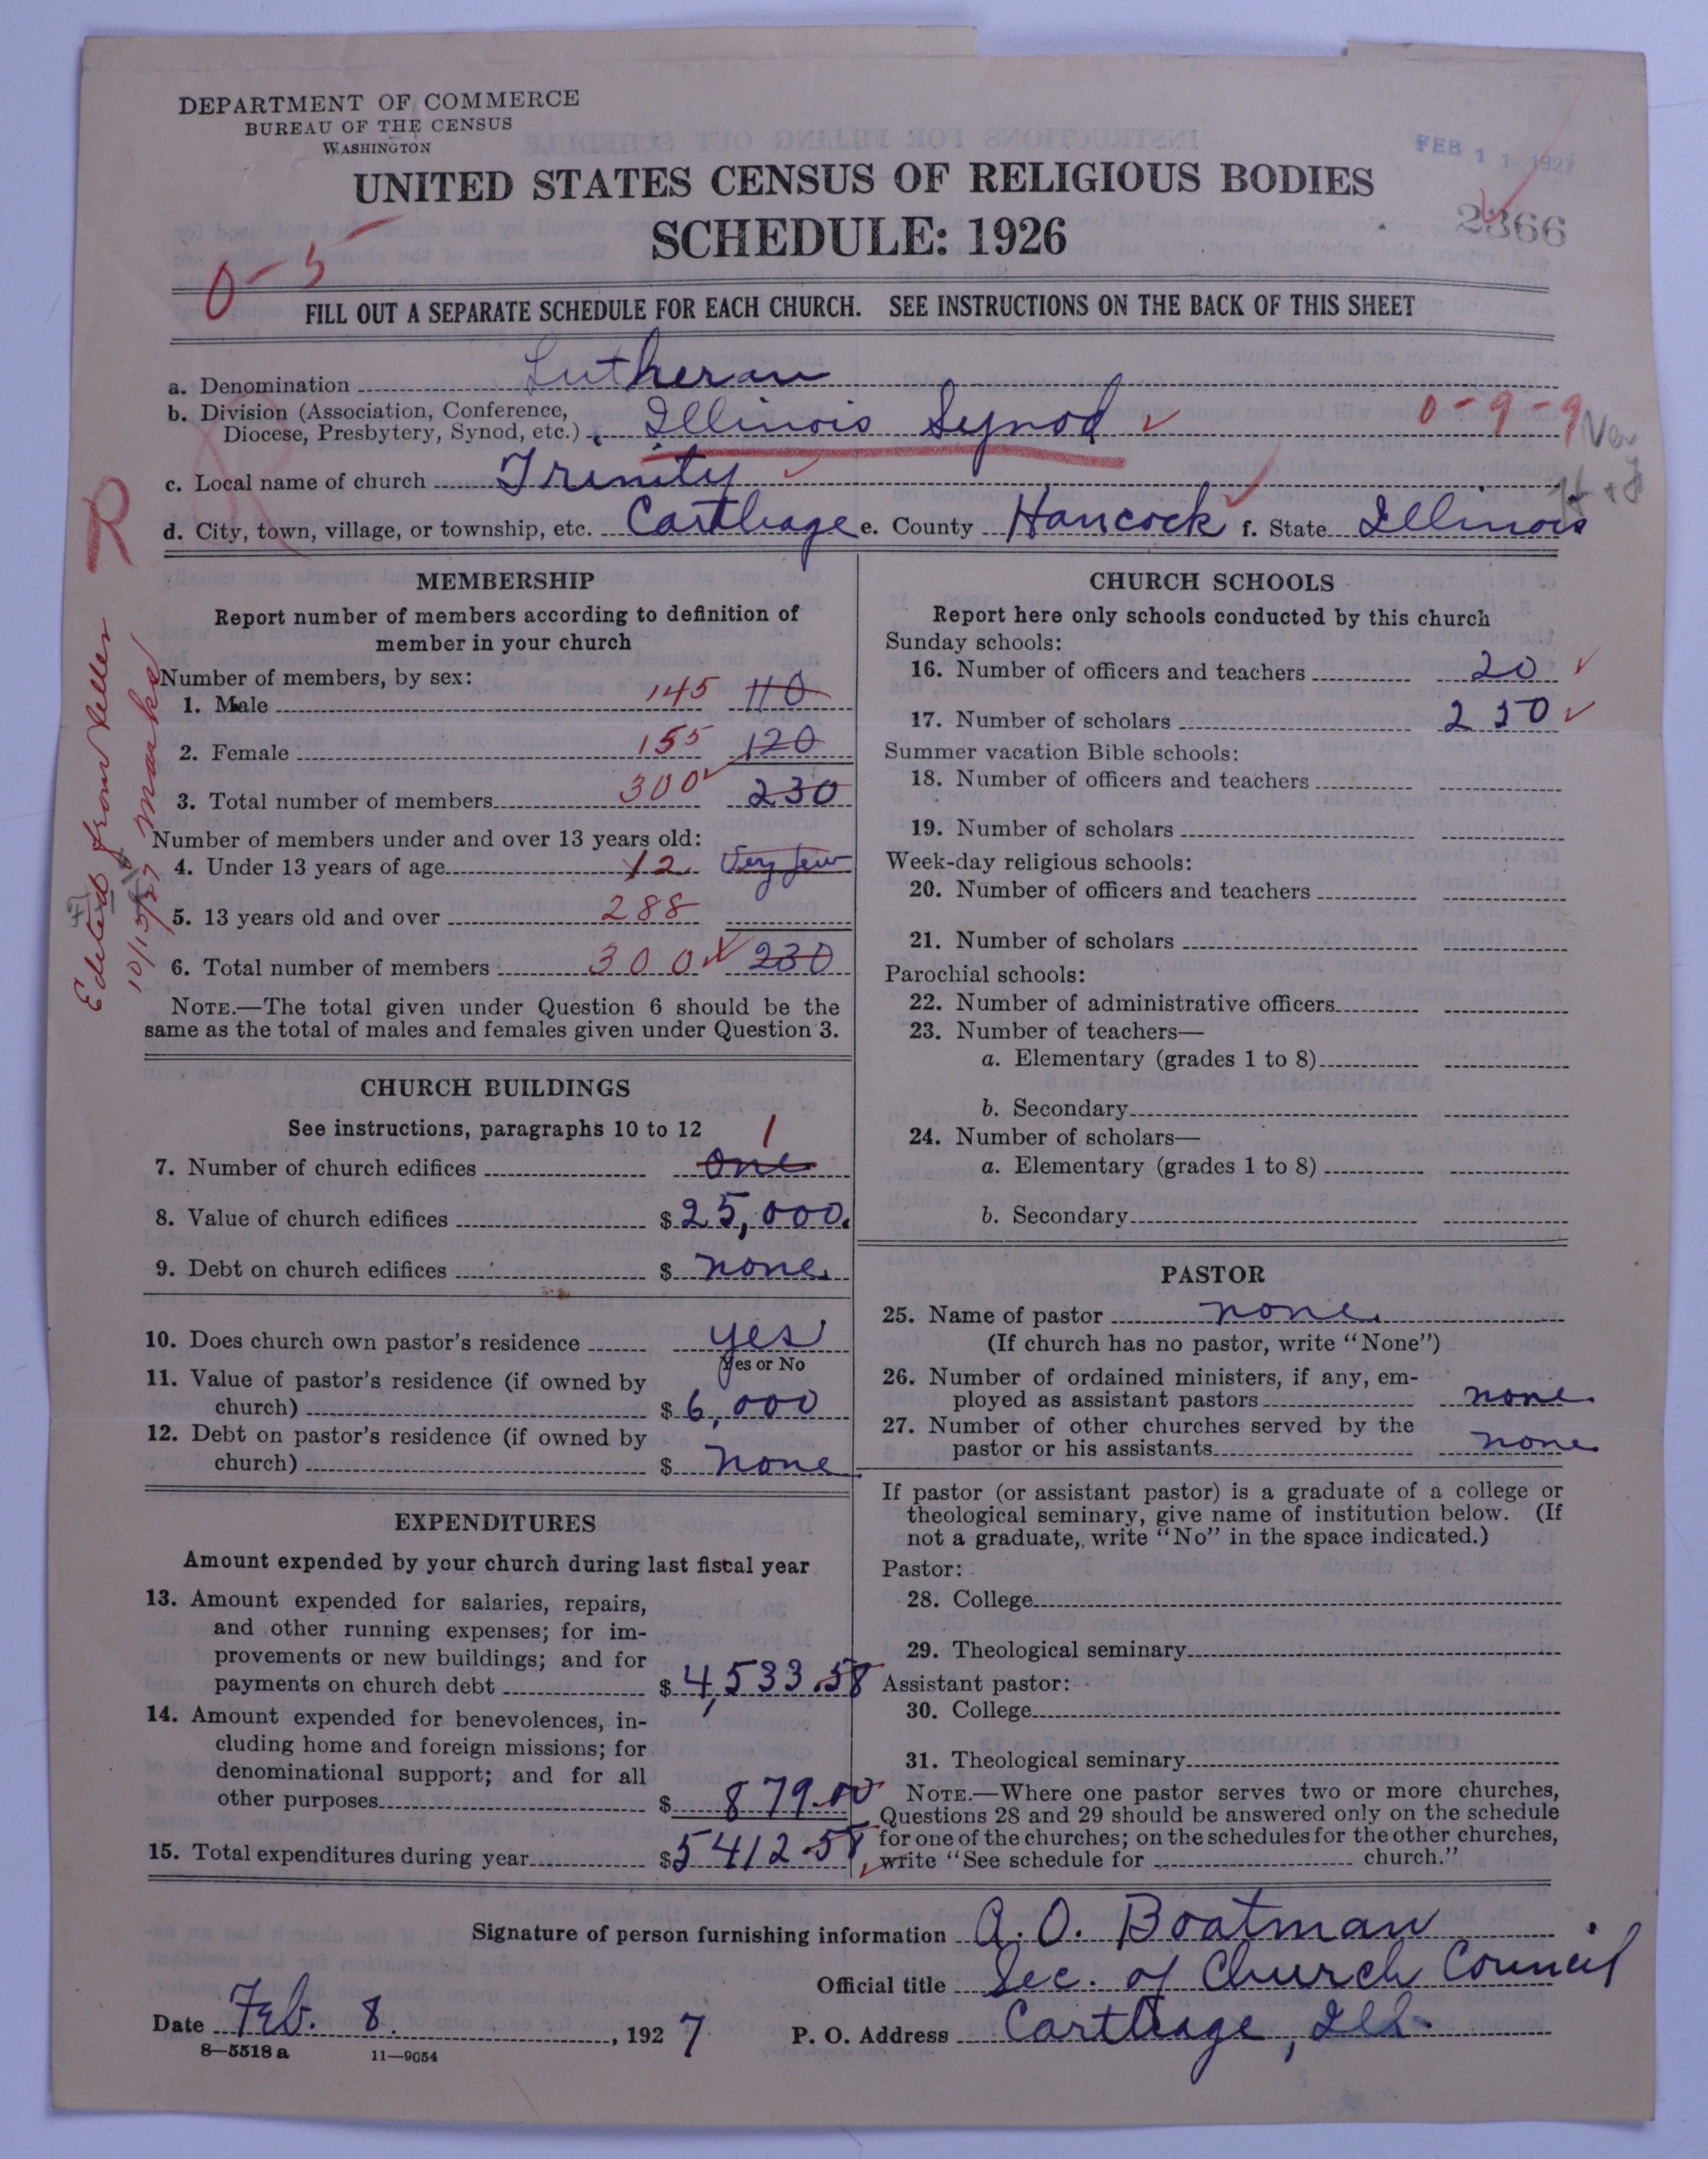 DEPARTMENT OF COMMERCE
BUREAU OF THE CENSUS
WASHINGTON
FEB 11 1927
UNITED STATES CENSUS OF RELIGIOUS BODIES
SCHEDULE: 1926
2366
0-5
FILL OUT A SEPARATE SCHEDULE FOR EACH CHURCH. SEE INSTRUCTIONS ON THE BACK OF THIS SHEET
a. Denomination Lutheran
b. Division (Association, Conference,
Diocese, Presbytery, Synod, etc.) Illinois Synod 0-9-9
c. Local name of church Trinity
d. City, town, village, or township, etc. Carthage e. County Hancock f. State Illinois
R
R
Edited from letter
10/13/27 Marks
MEMBERSHIP
Report number of members according to definition of
member in your church
Number of members, by sex:
1. Male 145 110
2. Female 155 120
3. Total number of members 300 230
Number of members under and over 13 years old:
4. Under 13 years of age 12 Very few
5. 13 years old and over 288
6. Total number of members 300 230
NOTE.—The total given under Question 6 should be the
same as the total of males and females given under Question 3.
CHURCH BUILDINGS
See instructions, paragraphs 10 to 12
1
7. Number of church edifices One
8. Value of church edifices $ 25,000.
9. Debt on church edifices $ none.
10. Does church own pastor's residence yes
Yes or No
11. Value of pastor's residence (if owned by
church) $ 6,000
12. Debt on pastor's residence (if owned by
church) $ None
EXPENDITURES
Amount expended by your church during last fiscal year
13. Amount expended for salaries, repairs,
and other running expenses; for im-
provements or new buildings; and for
payments on church debt $ 4,533.58
14. Amount expended for benevolences, in-
cluding home and foreign missions; for
denominational support; and for all
other purposes $ 879.00
15. Total expenditures during year $ 5412.58
CHURCH SCHOOLS
Report here only schools conducted by this church
Sunday schools:
16. Number of officers and teachers 20
17. Number of scholars 250
Summer vacation Bible schools:
18. Number of officers and teachers
19. Number of scholars
Week-day religious schools:
20. Number of officers and teachers
21. Number of scholars
Parochial schools:
22. Number of administrative officers
23. Number of teachers—
a. Elementary (grades 1 to 8)
b. Secondary
24. Number of scholars—
a. Elementary (grades 1 to 8)
b. Secondary
PASTOR
25. Name of pastor none.
(If church has no pastor, write "None")
26. Number of ordained ministers, if any, em-
ployed as assistant pastors none.
27. Number of other churches served by the
pastor or his assistants none
If pastor (or assistant pastor) is a graduate of a college or
theological seminary, give name of institution below. (If
not a graduate, write "No" in the space indicated.)
Pastor:
28. College
29. Theological seminary
Assistant pastor:
30. College
31. Theological seminary
NOTE.—Where one pastor serves two or more churches,
Questions 28 and 29 should be answered only on the schedule
for one of the churches; on the schedules for the other churches,
write "See schedule for church."
Signature of person furnishing information A. O. Boatman
Official title Sec. of Church Council
Date Feb. 8. , 1927 P. O. Address Carthage, Ill.
8—5518 a 11—9054